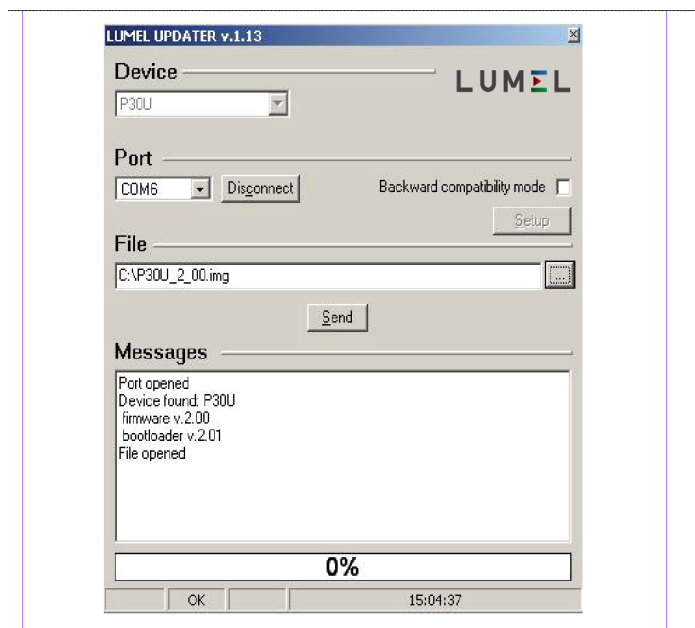 LUMEL UPDATER v.1.13
Device
LUMEL
P30U
Port
COM6 Disconnect Backward compatibility mode
Setup
File
C:\P30U_2_00.img ...
Send
Messages
Port opened
Device found: P30U
firmware v.2.00
bootloader v.2.01
File opened
0%
OK 15:04:37